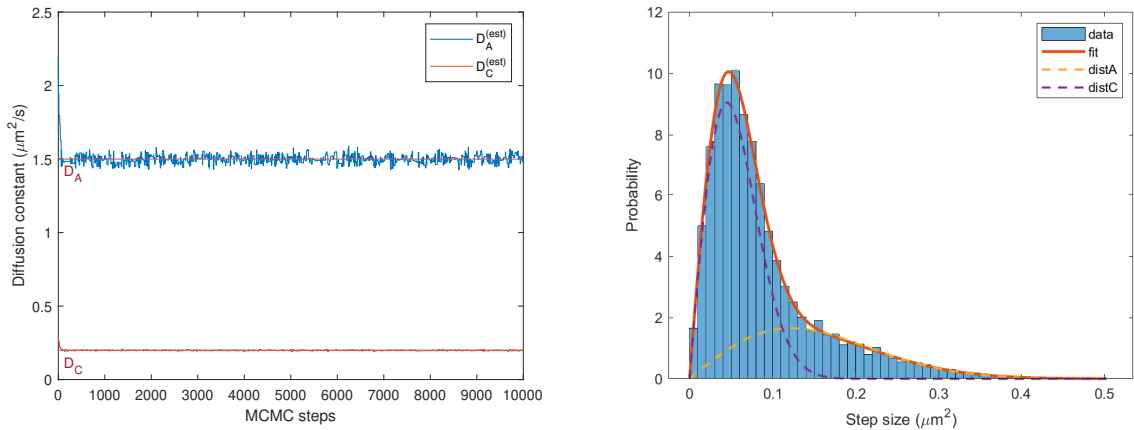 2.5
2
1.5
1
0.5
0
Diffusion constant (μm²/s)
D_A^(est)
D_C^(est)
D_A
D_C
0 1000 2000 3000 4000 5000 6000 7000 8000 9000 10000
MCMC steps
12
10
8
6
4
2
0
Probability
data
fit
distA
distC
0 0.1 0.2 0.3 0.4 0.5
Step size (μm²)